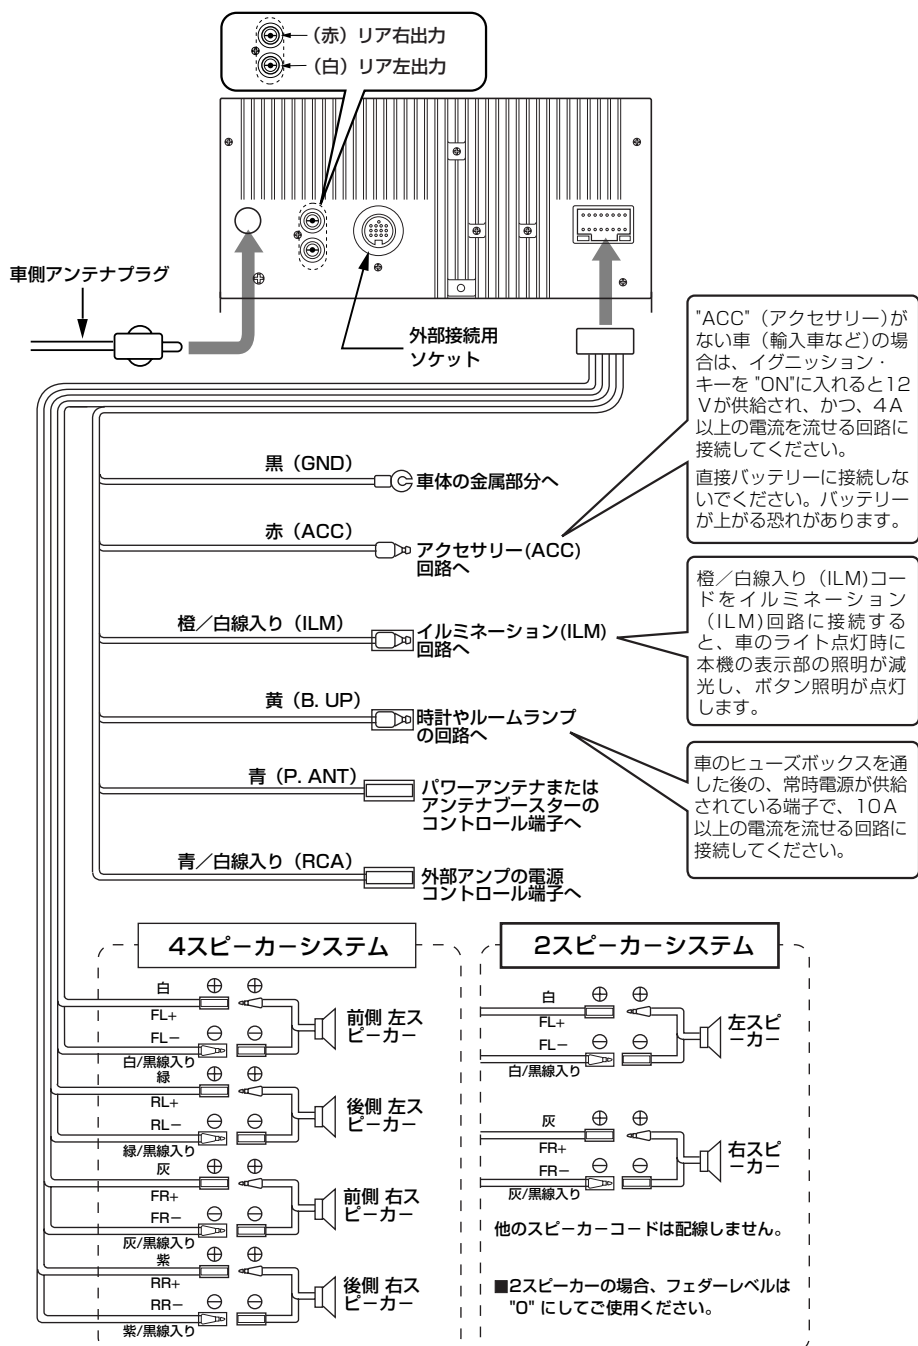 （赤）リア右出力
（白）リア左出力
車側アンテナプラグ
外部接続用
ソケット
"ACC"（アクセサリー)が
ない車（輸入車など)の場
合は、イグニッション・
キーを "ON"に入れると12
Vが供給され、かつ、4A
以上の電流を流せる回路に
接続してください。
直接バッテリーに接続しな
いでください。バッテリー
が上がる恐れがあります。
黒（GND）
車体の金属部分へ
赤（ACC）
アクセサリー(ACC)
回路へ
橙／白線入り（ILM）
イルミネーション(ILM)
回路へ
橙／白線入り（ILM)コー
ドをイルミネーション
（ILM)回路に接続する
と、車のライト点灯時に
本機の表示部の照明が減
光し、ボタン照明が点灯
します。
黄（B. UP）
時計やルームランプ
の回路へ
車のヒューズボックスを通
した後の、常時電源が供給
されている端子で、10A
以上の電流を流せる回路に
接続してください。
青（P. ANT）
パワーアンテナまたは
アンテナブースターの
コントロール端子へ
青／白線入り（RCA）
外部アンプの電源
コントロール端子へ
4スピーカーシステム
白 ⊕ ⊕
FL+
FL− ⊖ ⊖
白/黒線入り
前側 左ス
ピーカー
緑 ⊕ ⊕
RL+
RL− ⊖ ⊖
緑/黒線入り
後側 左ス
ピーカー
灰 ⊕ ⊕
FR+
FR− ⊖ ⊖
灰/黒線入り
前側 右ス
ピーカー
紫 ⊕ ⊕
RR+
RR− ⊖ ⊖
紫/黒線入り
後側 右ス
ピーカー
2スピーカーシステム
白 ⊕ ⊕
FL+
FL− ⊖ ⊖
白/黒線入り
左スピ
ーカー
灰 ⊕ ⊕
FR+
FR− ⊖ ⊖
灰/黒線入り
右スピ
ーカー
他のスピーカーコードは配線しません。
■2スピーカーの場合、フェダーレベルは
"0" にしてご使用ください。